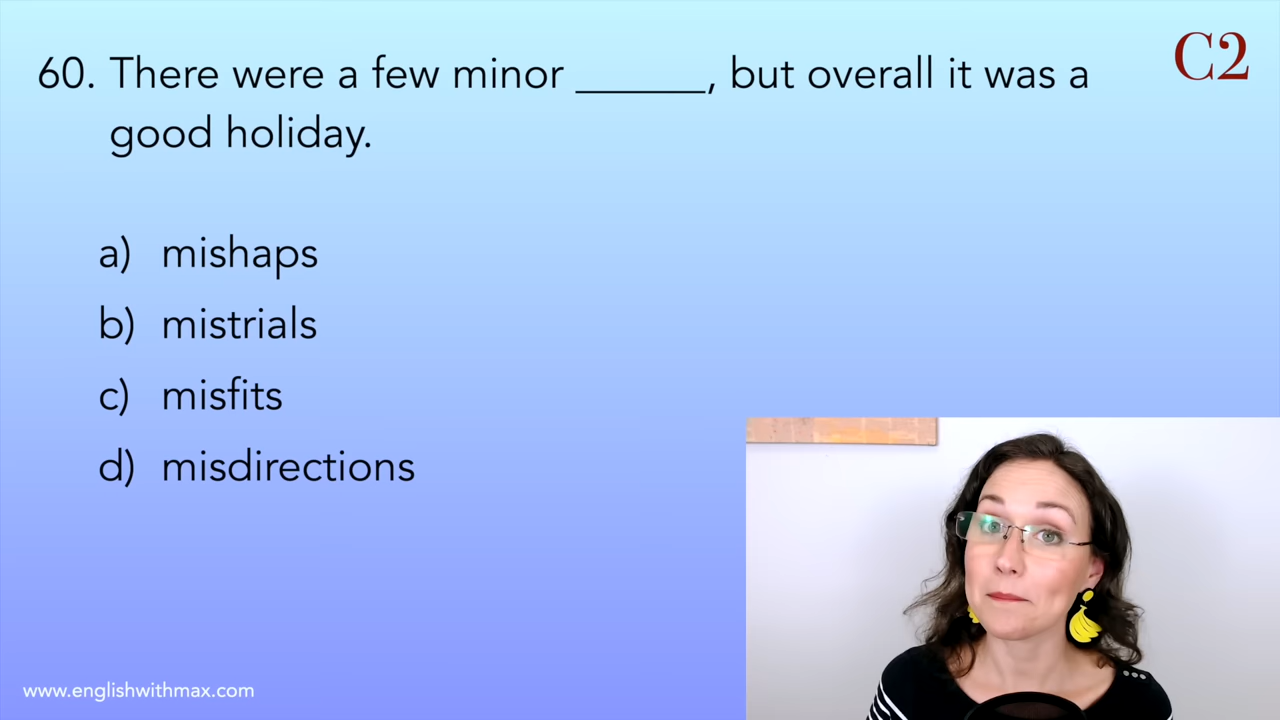 60. There were a few minor ______, but overall it was a
good holiday.
C2
a) mishaps
b) mistrials
c) misfits
d) misdirections
www.englishwithmax.com